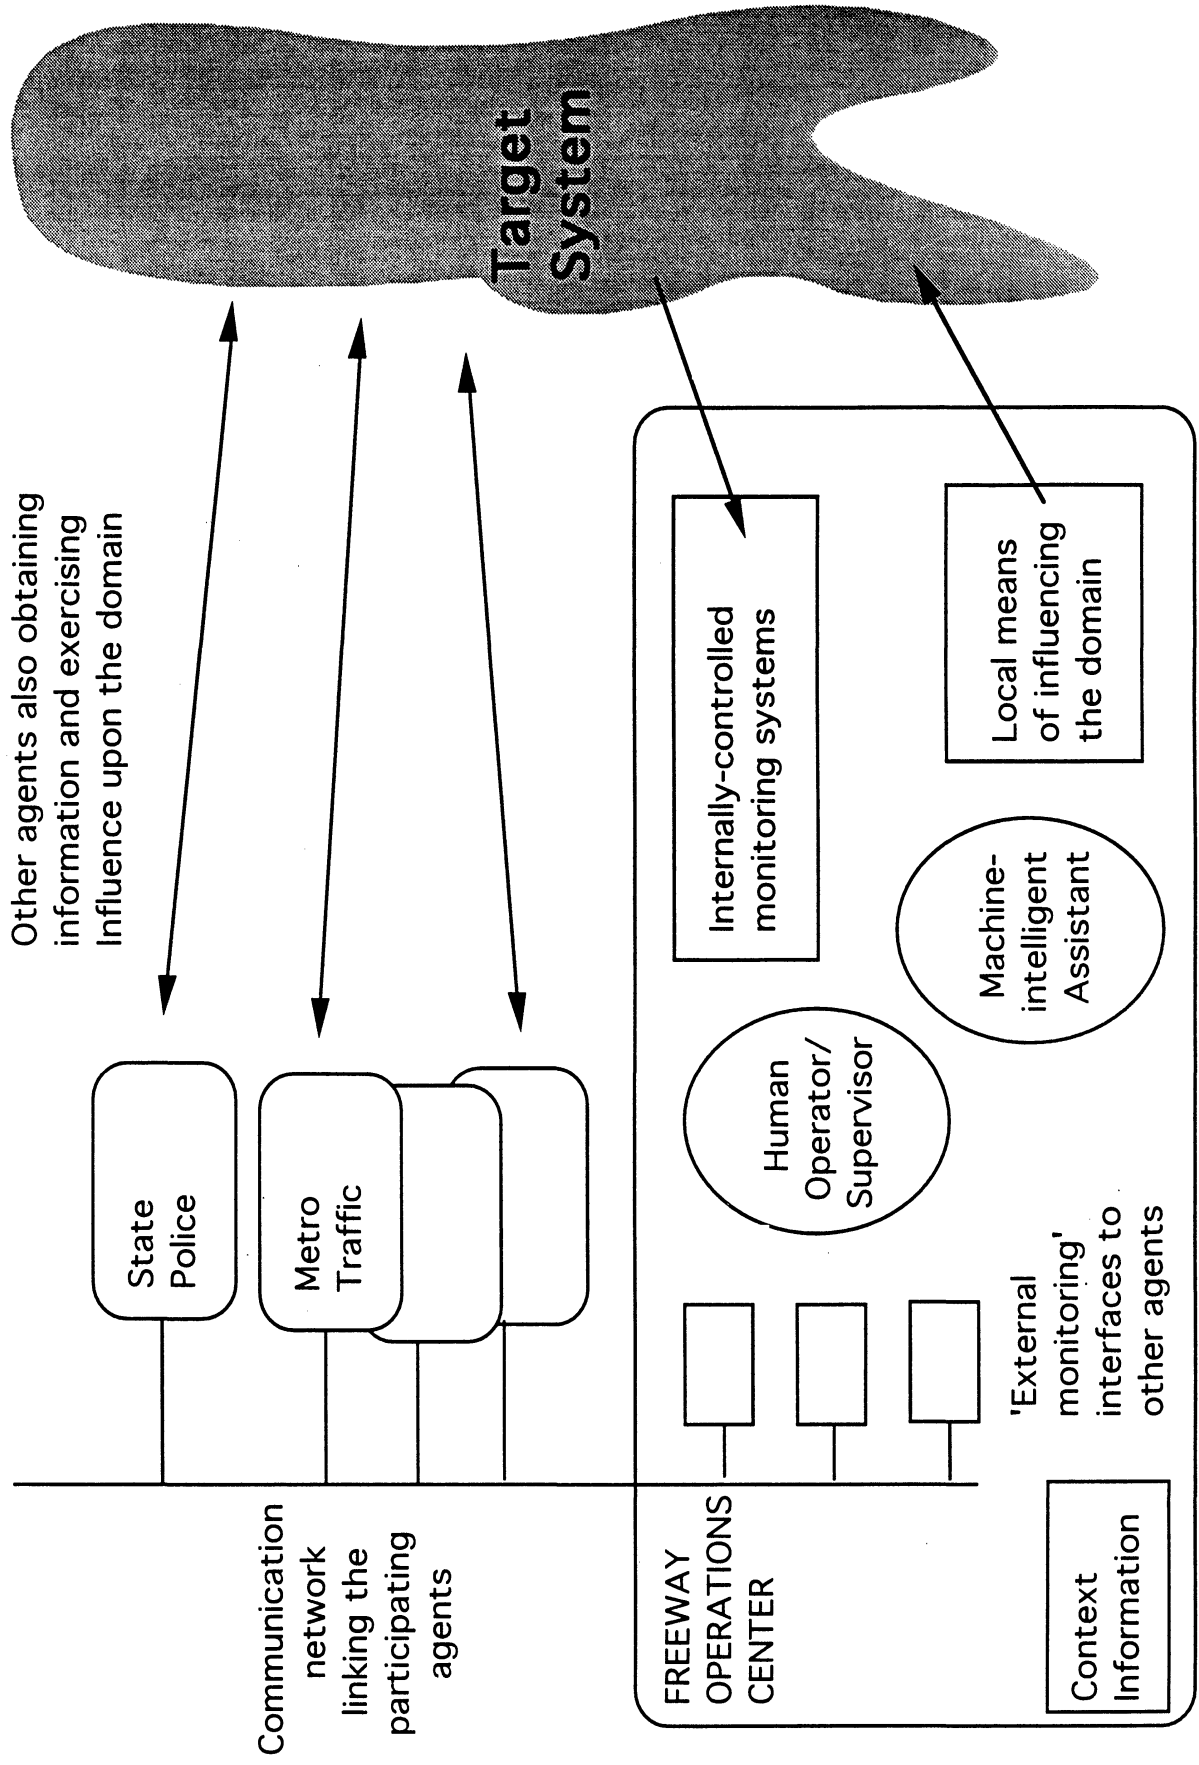 Other agents also obtaining
information and exercising
Influence upon the domain
Target
System
State
Police
Metro
Traffic
Communication
network
linking the
participating
agents
FREEWAY
OPERATIONS
CENTER
Internally-controlled
monitoring systems
Human
Operator/
Supervisor
Local means
of influencing
the domain
Machine-
intelligent
Assistant
'External
monitoring'
interfaces to
other agents
Context
Information